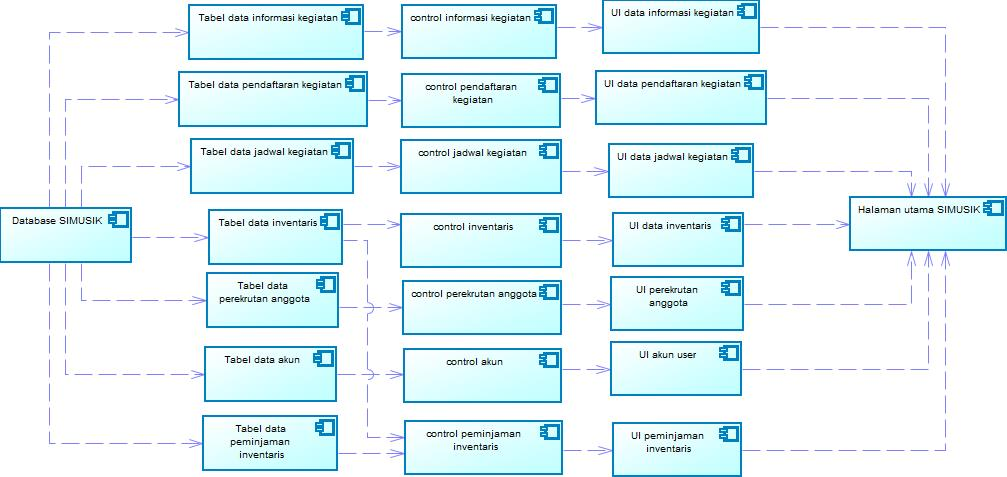 Tabel data informasi kegiatan
control informasi kegiatan
UI data informasi kegiatan
Tabel data pendaftaran kegiatan
control pendaftaran
kegiatan
UI data pendaftaran kegiatan
Tabel data jadwal kegiatan
control jadwal kegiatan
UI data jadwal kegiatan
Database SIMUSIK
Tabel data inventaris
control inventaris
UI data inventaris
Halaman utama SIMUSIK
Tabel data
perekrutan anggota
control perekrutan anggota
UI perekrutan
anggota
Tabel data akun
control akun
UI akun user
Tabel data
peminjaman
inventaris
control peminjaman
inventaris
UI peminjaman
inventaris